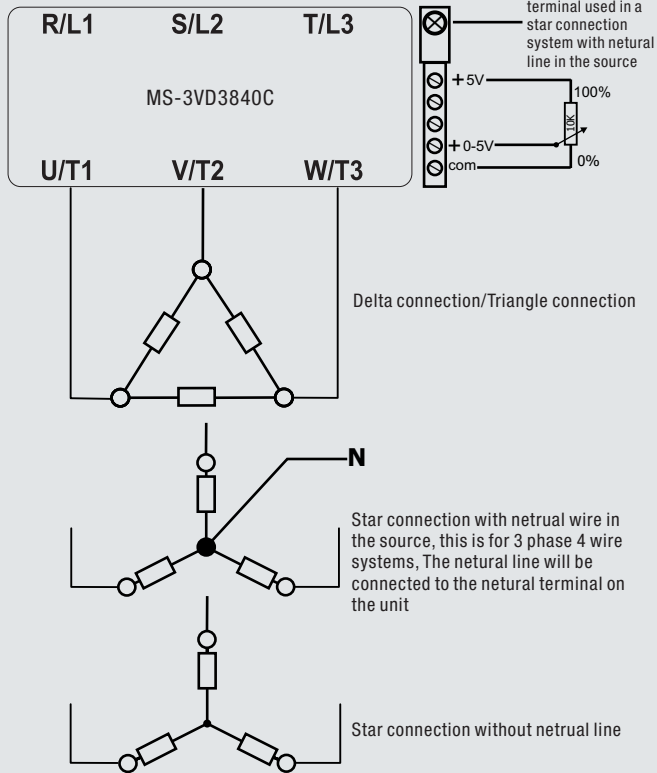 terminal used in a
star connection
system with netural
line in the source
R/L1 S/L2 T/L3
MS-3VD3840C
+5V
100%
10K
+0-5V
com
0%
U/T1 V/T2 W/T3
Delta connection/Triangle connection
N
Star connection with netrual wire in
the source, this is for 3 phase 4 wire
systems, The netural line will be
connected to the netural terminal on
the unit
Star connection without netrual line